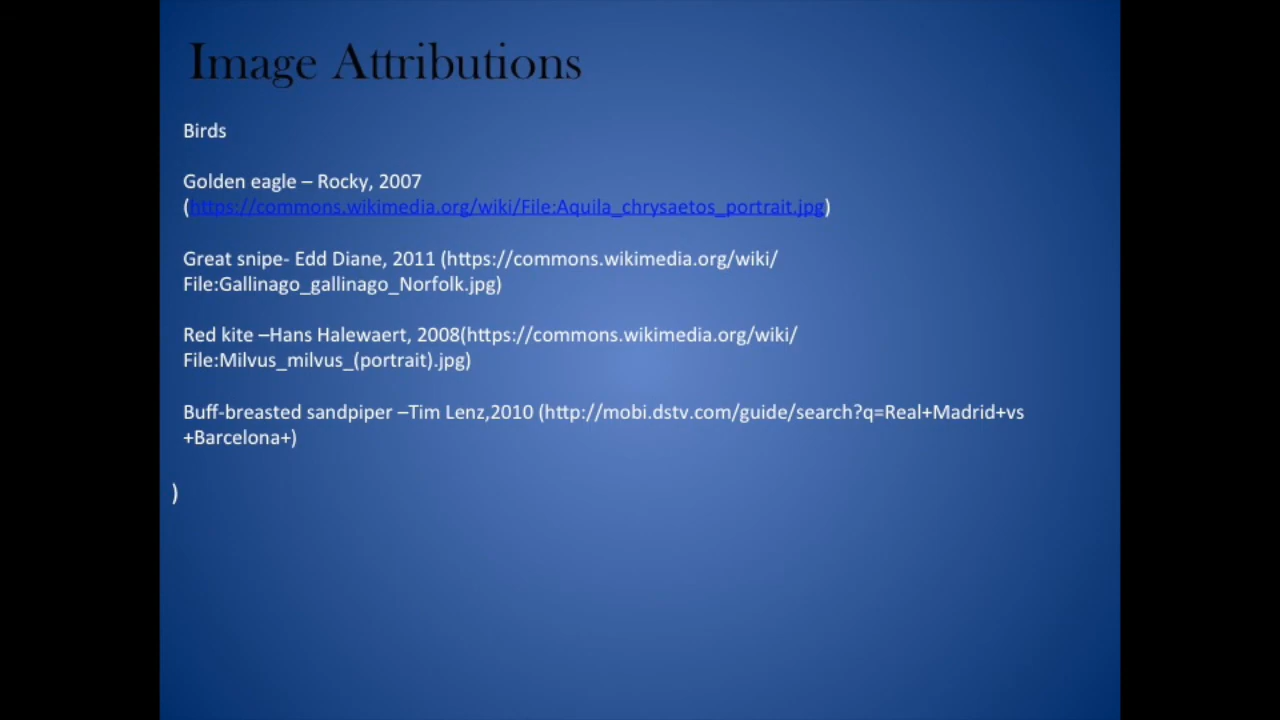 Image Attributions
Birds
Golden eagle – Rocky, 2007
(https://commons.wikimedia.org/wiki/File:Aquila_chrysaetos_portrait.jpg)
Great snipe- Edd Diane, 2011 (https://commons.wikimedia.org/wiki/
File:Gallinago_gallinago_Norfolk.jpg)
Red kite –Hans Halewaert, 2008(https://commons.wikimedia.org/wiki/
File:Milvus_milvus_(portrait).jpg)
Buff-breasted sandpiper –Tim Lenz,2010 (http://mobi.dstv.com/guide/search?q=Real+Madrid+vs
+Barcelona+)
)